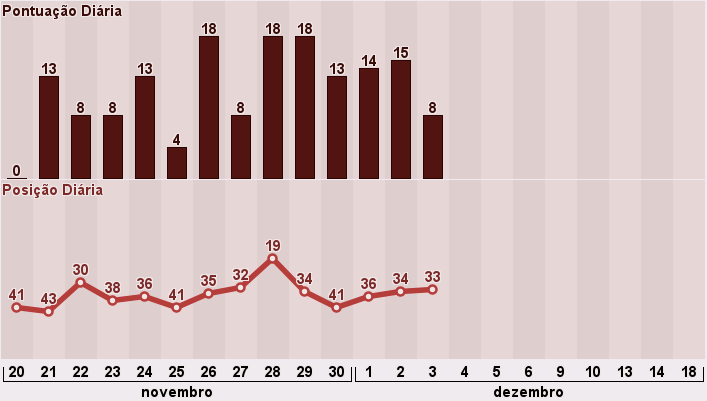 Pontuação Diária
0 13 8 8 13 4 18 8 18 18 13 14 15 8
Posição Diária
41 43 30 38 36 41 35 32 19 34 41 36 34 33
20 21 22 23 24 25 26 27 28 29 30 1 2 3 4 5 6 9 10 13 14 18
novembro dezembro